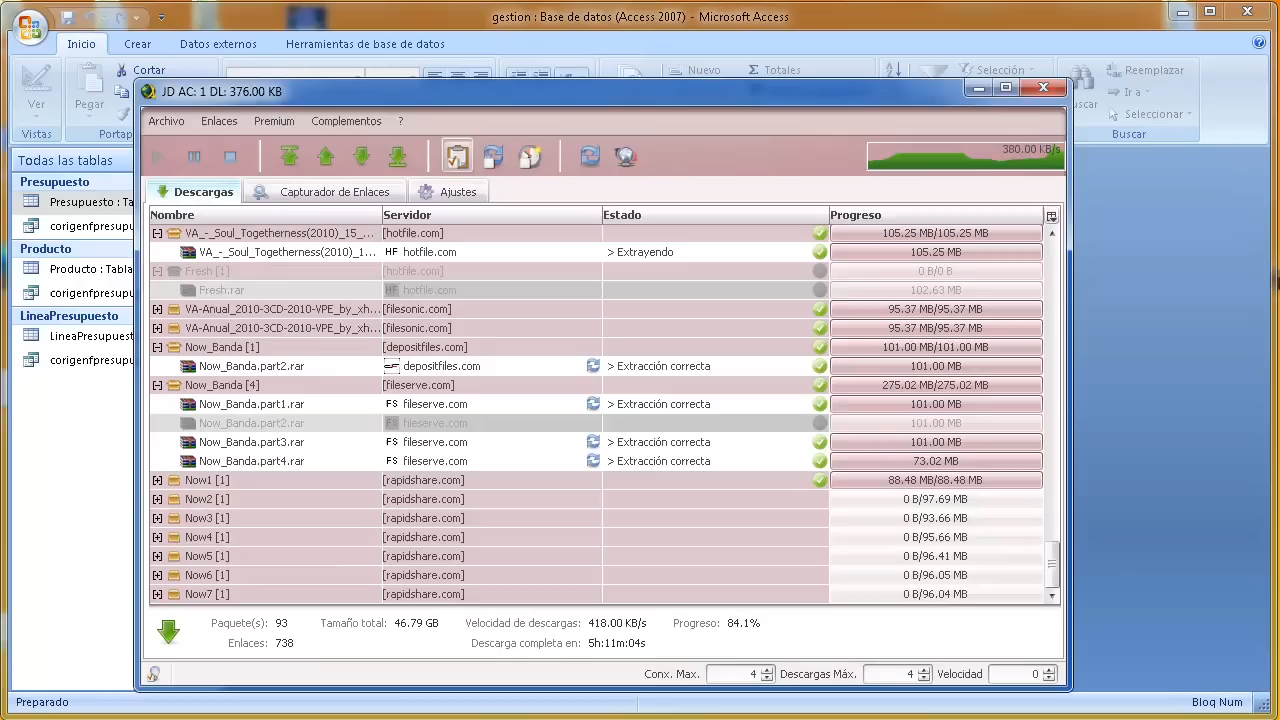 gestion : Base de datos (Access 2007) - Microsoft Access
Inicio Crear Datos externos Herramientas de base de datos
Cortar
Nuevo Totales Selección Reemplazar
Ir a
Ver Pegar Seleccionar
Vistas Buscar
JD AC: 1 DL: 376.00 KB
Archivo Enlaces Premium Complementos ?
380.00 KB/s
Todas las tablas
Presupuesto
Presupuesto : Ta
corigenfpresupu
Producto
Producto : Tabla
corigenfpresupu
LineaPresupuesto
LineaPresupuest
corigenfpresupu
Descargas Capturador de Enlaces Ajustes
Nombre Servidor Estado Progreso
VA_-_Soul_Togetherness(2010)_15_... [hotfile.com] 105.25 MB/105.25 MB
VA_-_Soul_Togetherness(2010)_1... HF hotfile.com > Extrayendo 105.25 MB
Fresh [1] [hotfile.com] 0 B/0 B
Fresh.rar HF hotfile.com 102.63 MB
VA-Anual_2010-3CD-2010-VPE_by_xh... [filesonic.com] 95.37 MB/95.37 MB
VA-Anual_2010-3CD-2010-VPE_by_xh... [filesonic.com] 95.37 MB/95.37 MB
Now_Banda [1] [depositfiles.com] 101.00 MB/101.00 MB
Now_Banda.part2.rar depositfiles.com > Extracción correcta 101.00 MB
Now_Banda [4] [fileserve.com] 275.02 MB/275.02 MB
Now_Banda.part1.rar FS fileserve.com > Extracción correcta 101.00 MB
Now_Banda.part2.rar FS fileserve.com 101.00 MB
Now_Banda.part3.rar FS fileserve.com > Extracción correcta 101.00 MB
Now_Banda.part4.rar FS fileserve.com > Extracción correcta 73.02 MB
Now1 [1] [rapidshare.com] 88.48 MB/88.48 MB
Now2 [1] [rapidshare.com] 0 B/97.69 MB
Now3 [1] [rapidshare.com] 0 B/93.66 MB
Now4 [1] [rapidshare.com] 0 B/95.66 MB
Now5 [1] [rapidshare.com] 0 B/96.41 MB
Now6 [1] [rapidshare.com] 0 B/96.05 MB
Now7 [1] [rapidshare.com] 0 B/96.04 MB
Paquete(s): 93 Tamaño total: 46.79 GB Velocidad de descargas: 418.00 KB/s Progreso: 84.1%
Enlaces: 738 Descarga completa en: 5h:11m:04s
Conx. Max. 4 Descargas Máx. 4 Velocidad 0
Preparado Bloq Num